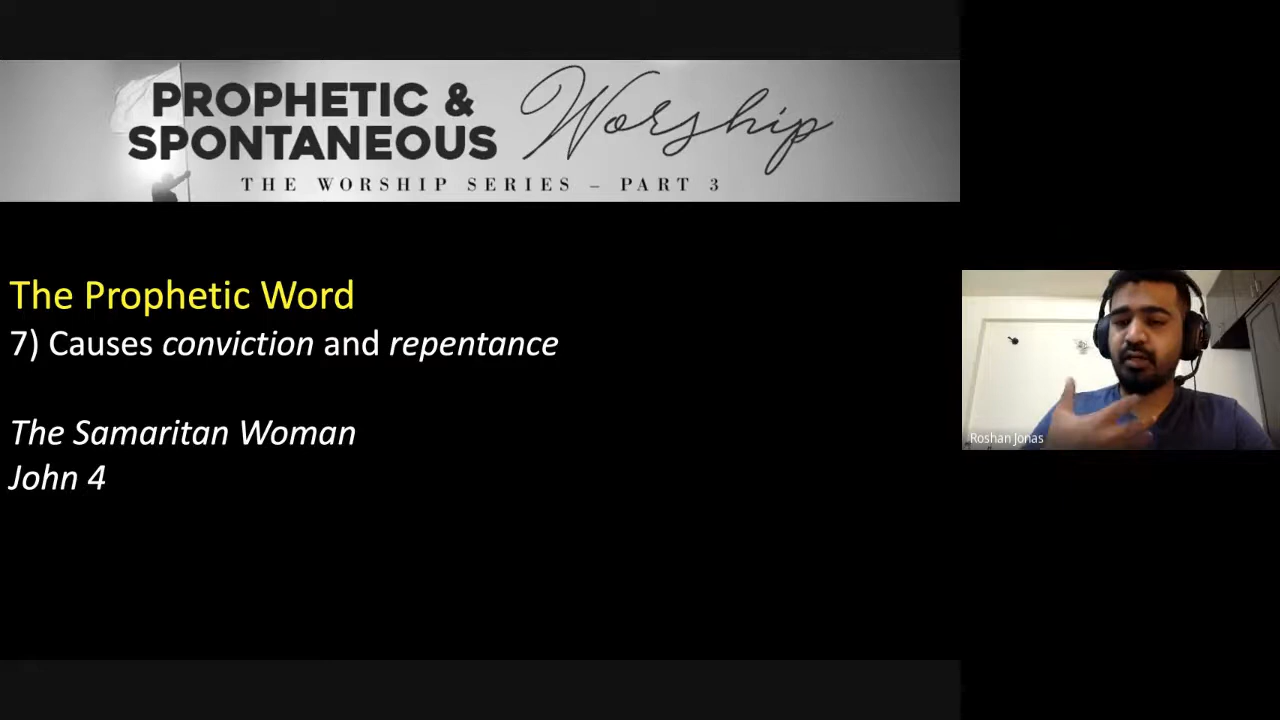 PROPHETIC &
SPONTANEOUS
Worship
THE WORSHIP SERIES – PART 3
The Prophetic Word
7) Causes conviction and repentance
The Samaritan Woman
John 4
Roshan Jonas